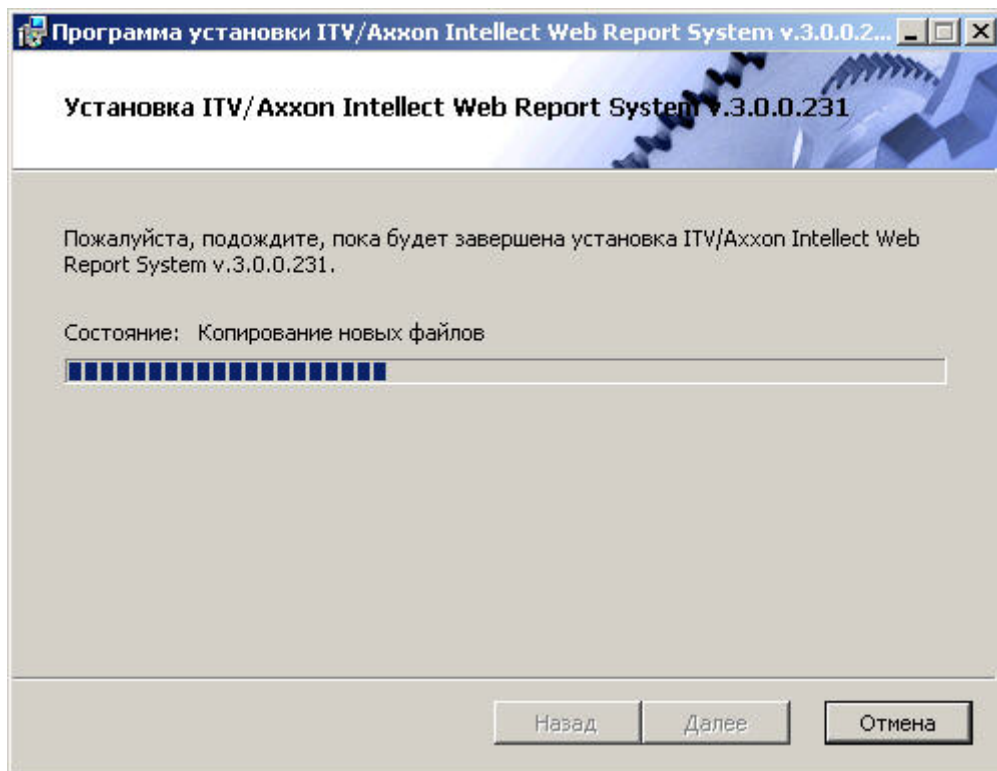 Программа установки ITV/Axxon Intellect Web Report System v.3.0.0.2...
Установка ITV/Axxon Intellect Web Report System v.3.0.0.231
Пожалуйста, подождите, пока будет завершена установка ITV/Axxon Intellect Web
Report System v.3.0.0.231.
Состояние: Копирование новых файлов
Назад Далее Отмена